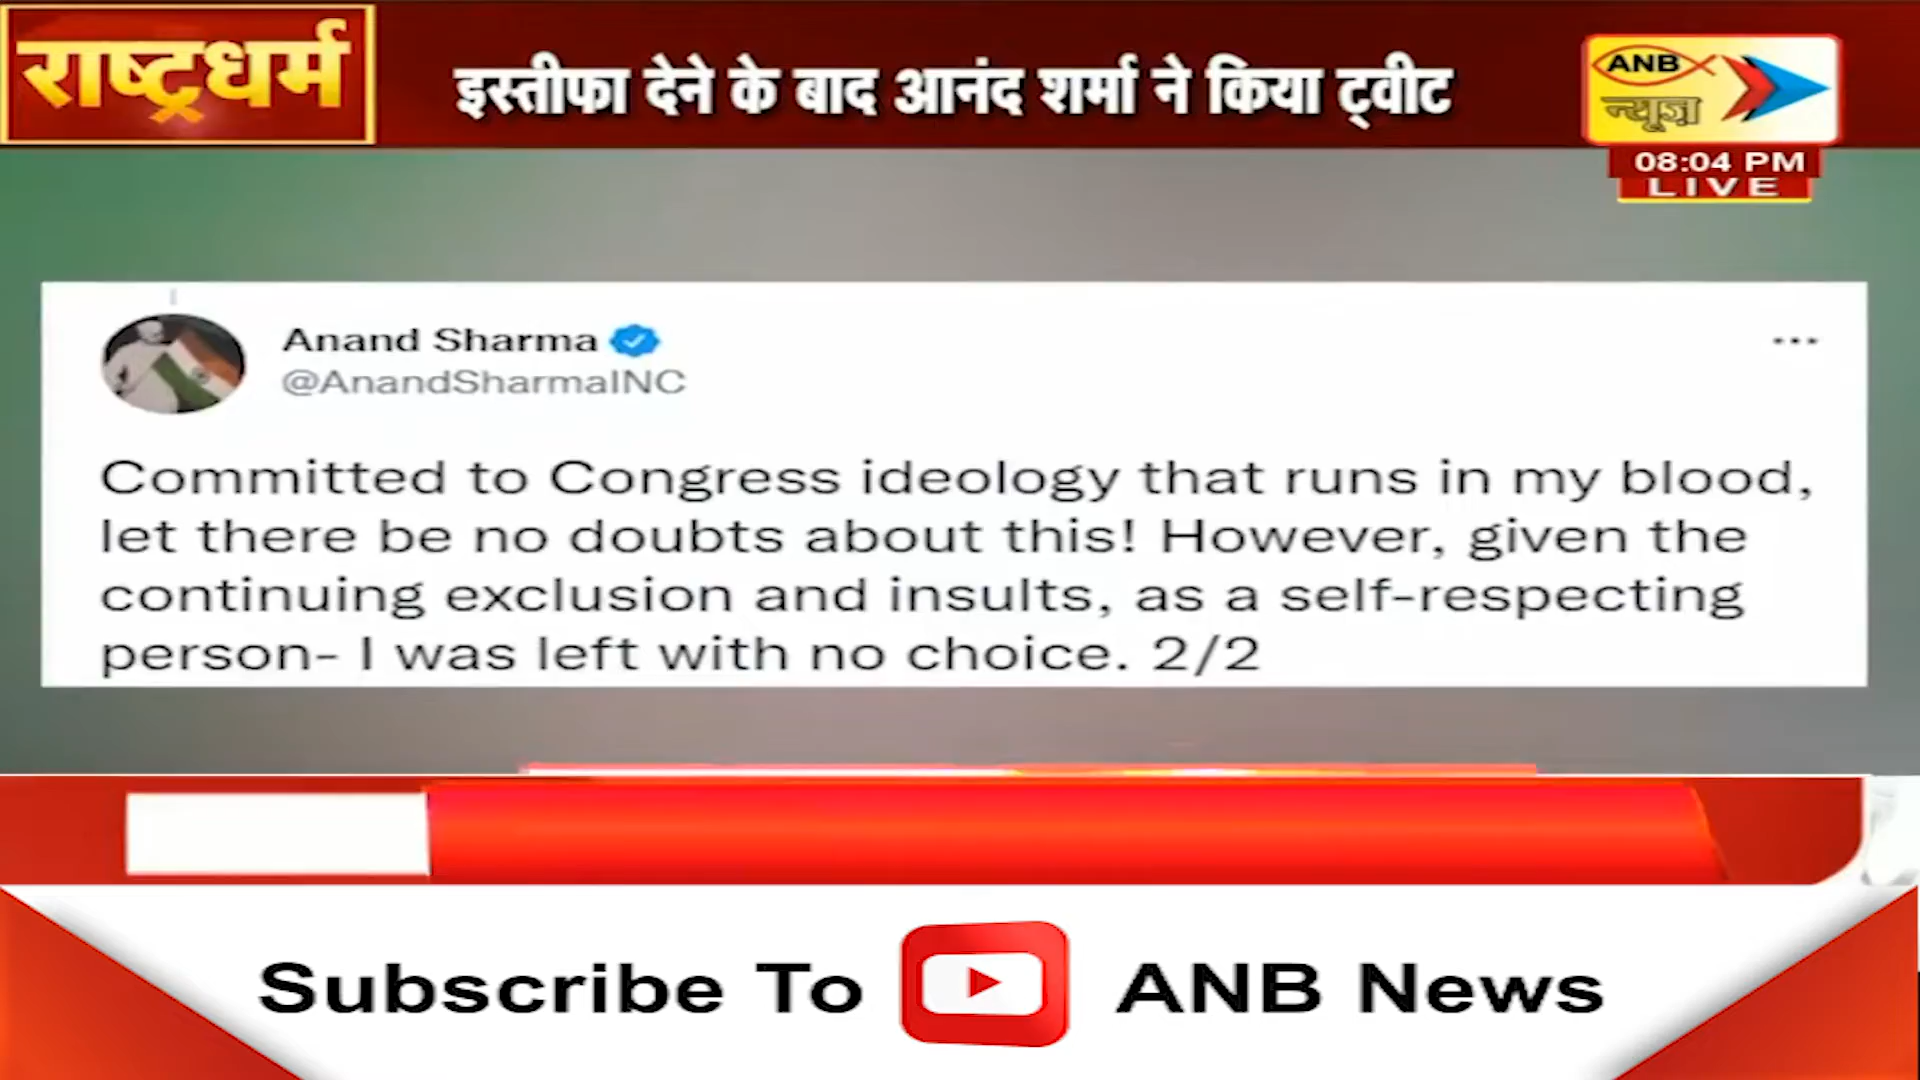 राष्ट्रधर्म
इस्तीफा देने के बाद आनंद शर्मा ने किया ट्वीट
ANB
न्यूज़
08:04 PM
LIVE
Anand Sharma
@AnandSharmaINC
Committed to Congress ideology that runs in my blood,
let there be no doubts about this! However, given the
continuing exclusion and insults, as a self-respecting
person- I was left with no choice. 2/2
Subscribe To ANB News